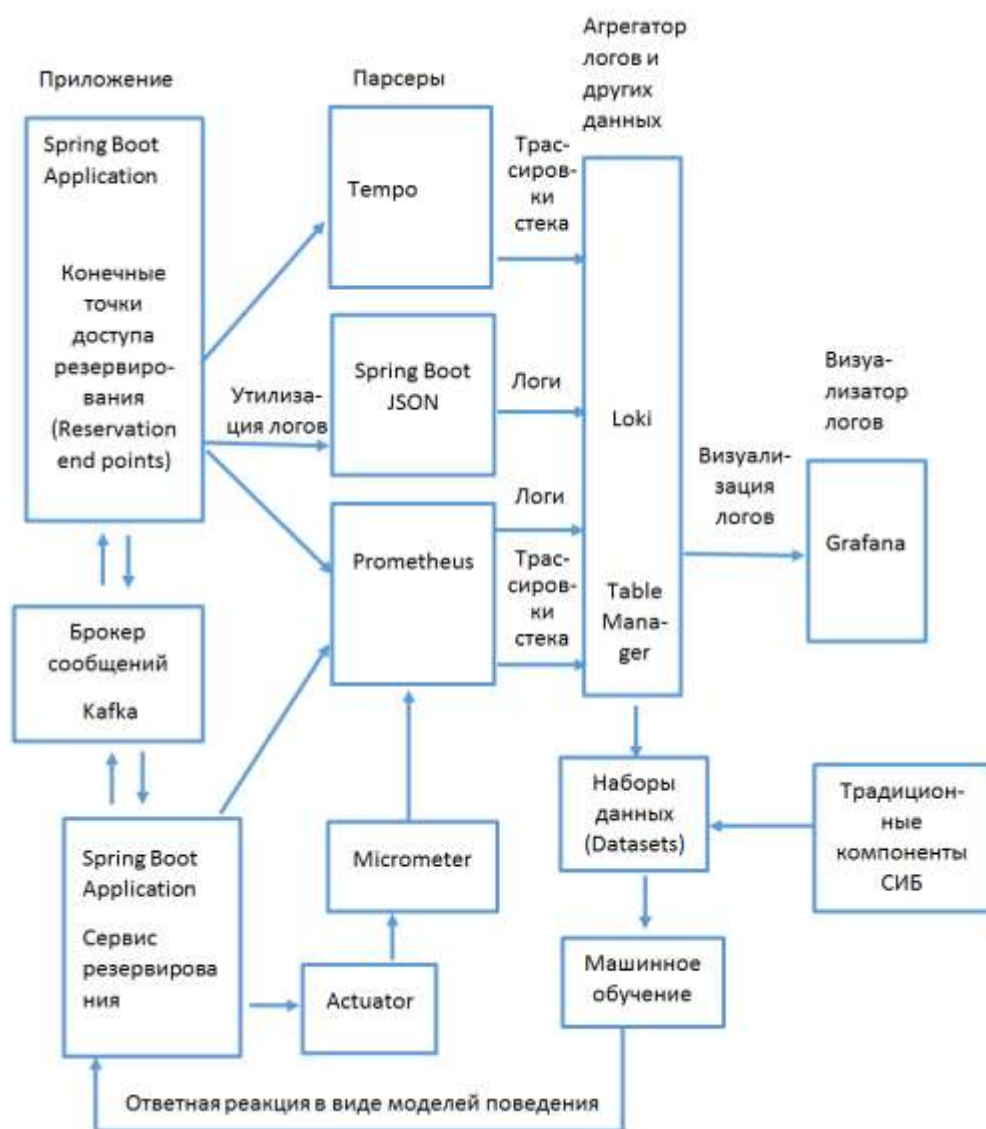 Приложение
Spring Boot
Application
Конечные
точки
доступа
резервиро-
вания
(Reservation
end points)
Утилиза-
ция логов
Парсеры
Tempo
Spring Boot
JSON
Prometheus
Трас-
сиров-
ки
стека
Логи
Логи
Трас-
сиров-
ки
стека
Агрегатор
логов и
других
данных
Loki
Table
Mana-
ger
Визуали-
зация
логов
Визуа-
лизатор
логов
Grafana
Брокер
сообщений
Kafka
Spring Boot
Application
Сервис
резервирова
ния
Actuator
Micrometer
Наборы
данных
(Datasets)
Традицион-
ные
компоненты
СИБ
Машинное
обучение
Ответная реакция в виде моделей поведения